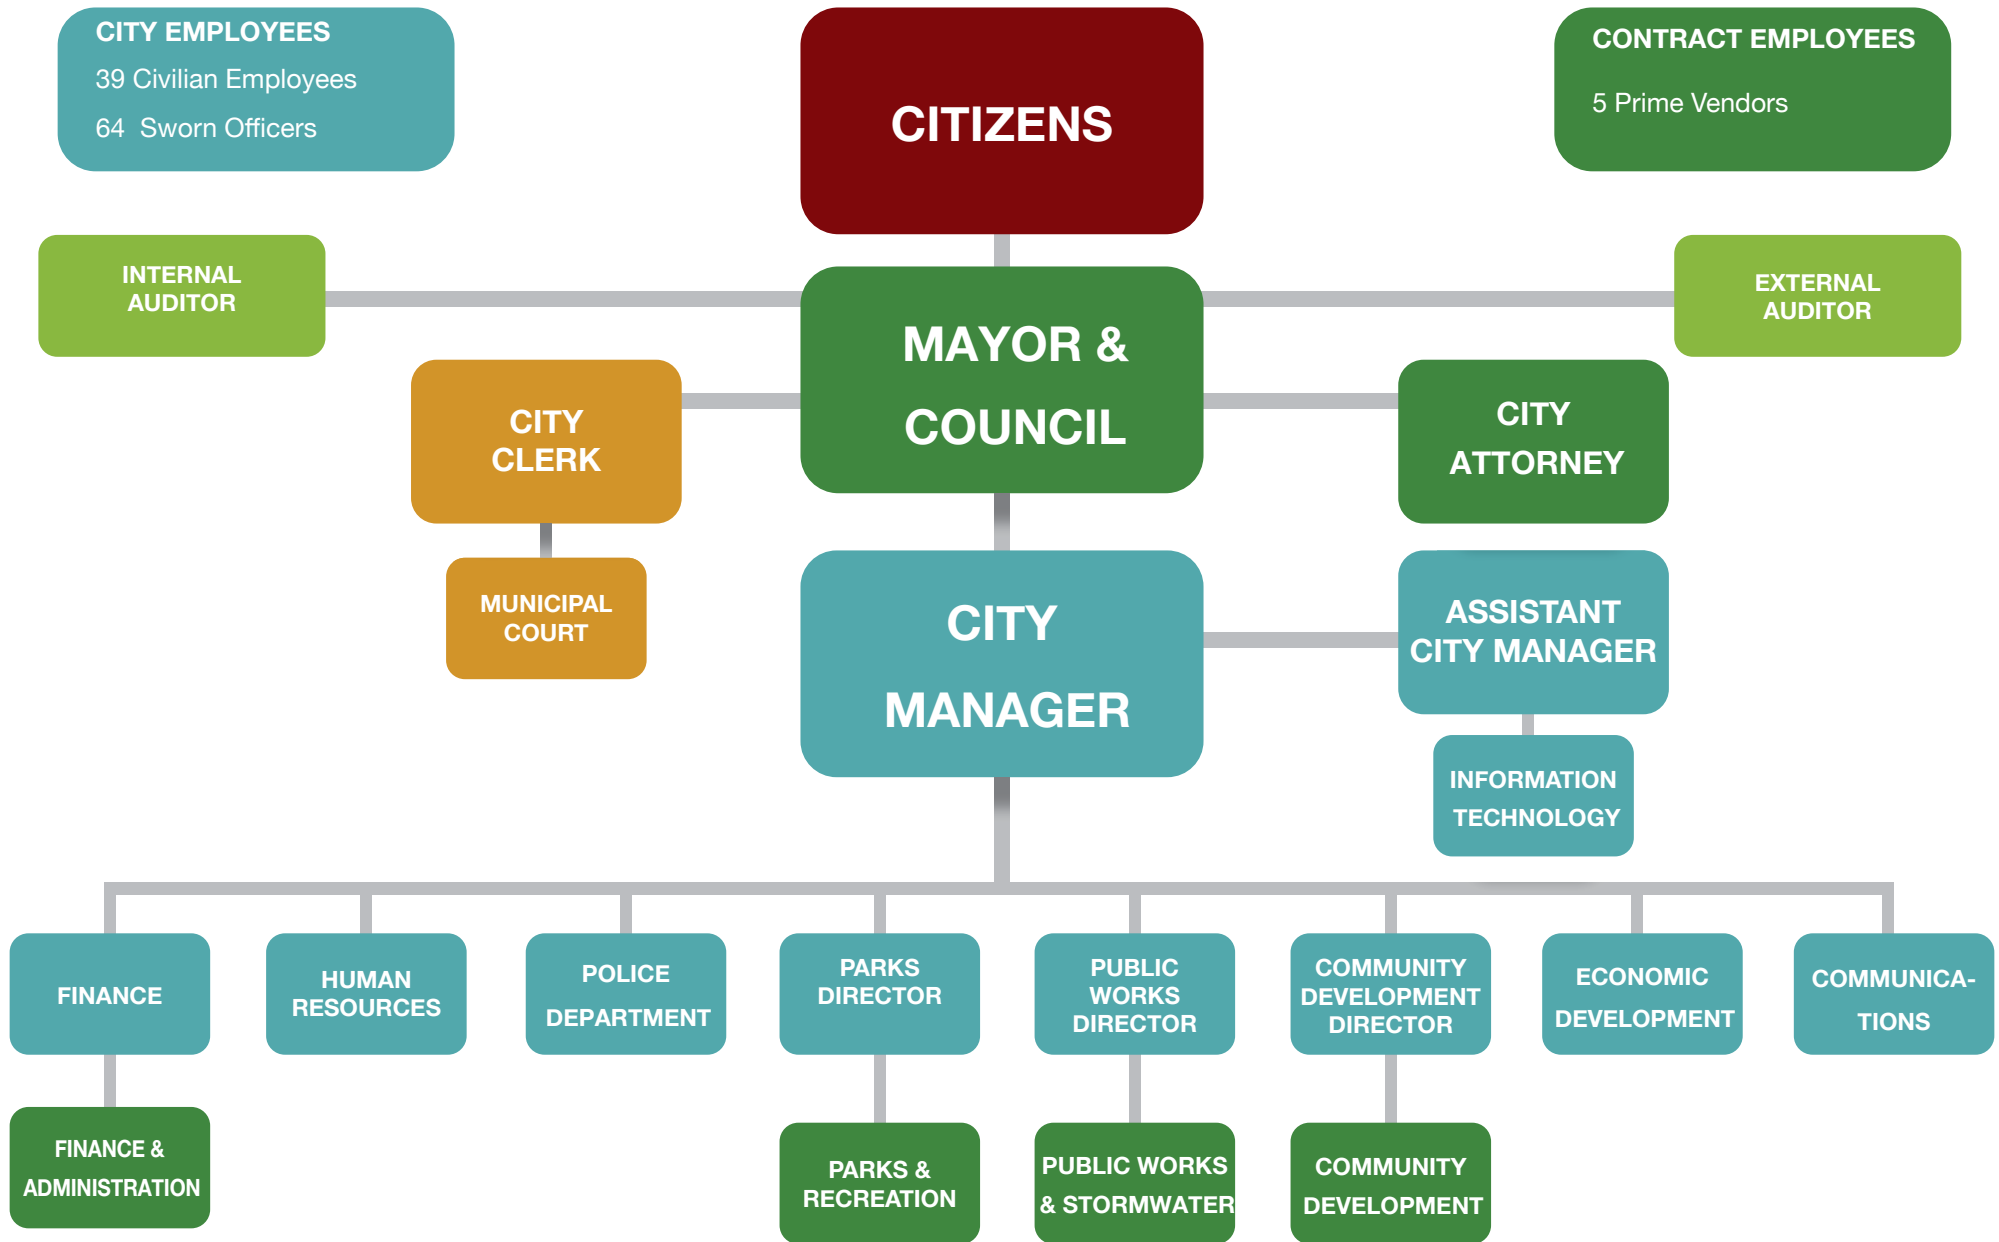 CITY EMPLOYEES
39 Civilian Employees
64 Sworn Officers
CITIZENS
CONTRACT EMPLOYEES
5 Prime Vendors
INTERNAL
AUDITOR
MAYOR &
COUNCIL
EXTERNAL
AUDITOR
CITY
CLERK
CITY
ATTORNEY
MUNICIPAL
COURT
CITY
MANAGER
ASSISTANT
CITY MANAGER
INFORMATION
TECHNOLOGY
FINANCE
HUMAN
RESOURCES
POLICE
DEPARTMENT
PARKS
DIRECTOR
PUBLIC
WORKS
DIRECTOR
COMMUNITY
DEVELOPMENT
DIRECTOR
ECONOMIC
DEVELOPMENT
COMMUNICA-
TIONS
FINANCE &
ADMINISTRATION
PARKS &
RECREATION
PUBLIC WORKS
& STORMWATER
COMMUNITY
DEVELOPMENT